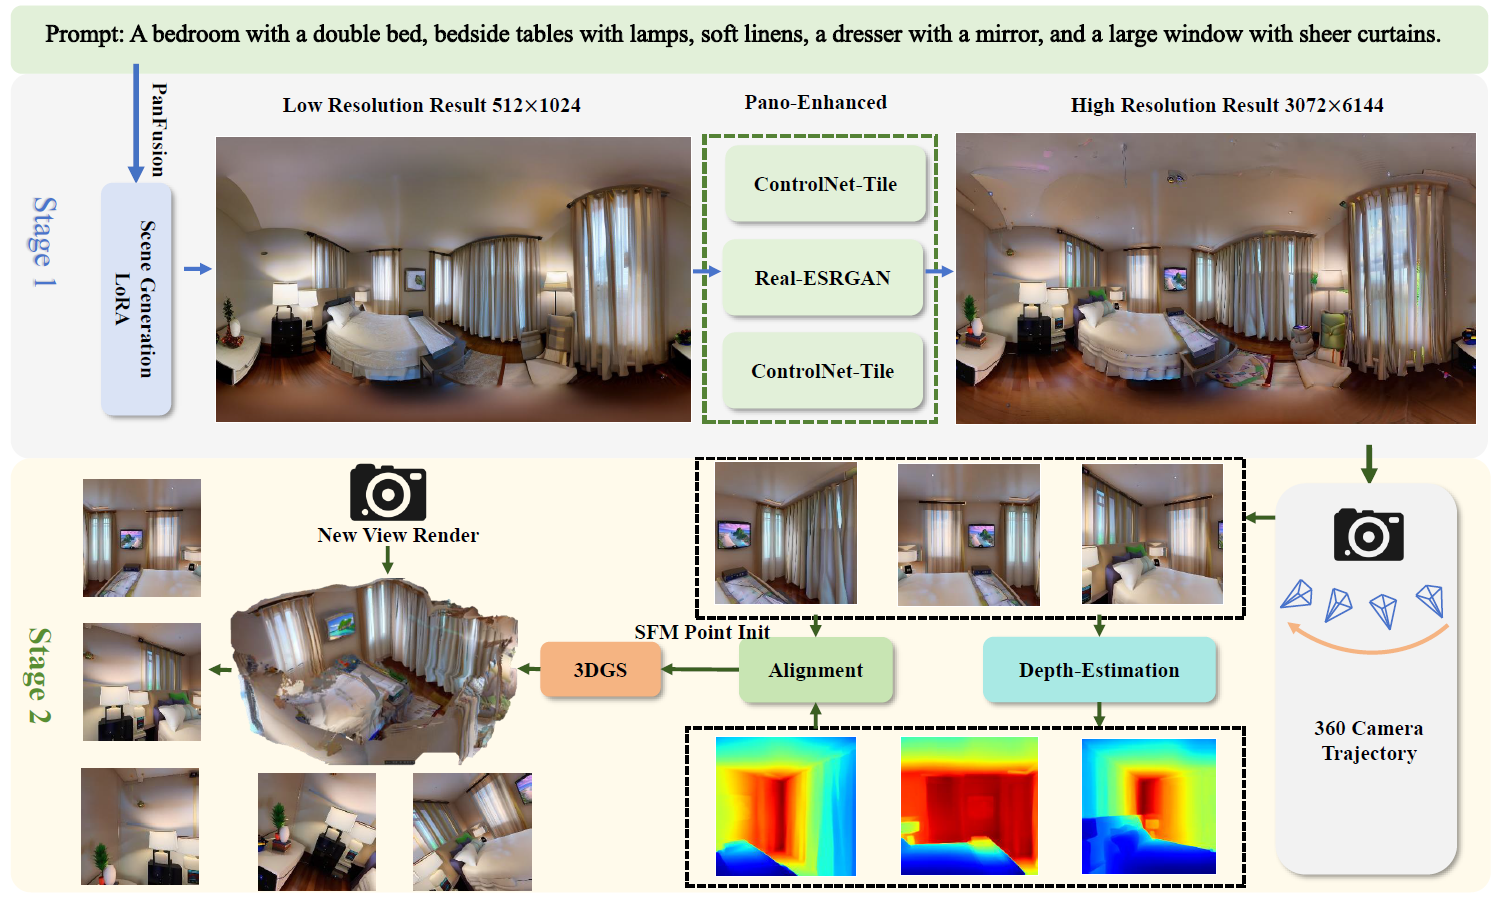 Prompt: A bedroom with a double bed, bedside tables with lamps, soft linens, a dresser with a mirror, and a large window with sheer curtains.
Stage 1
PanFusion
Scene Generation
LoRA
Low Resolution Result 512×1024
Pano-Enhanced
ControlNet-Tile
Real-ESRGAN
ControlNet-Tile
High Resolution Result 3072×6144
Stage 2
New View Render
3DGS
SFM Point Init
Alignment
Depth-Estimation
360 Camera
Trajectory